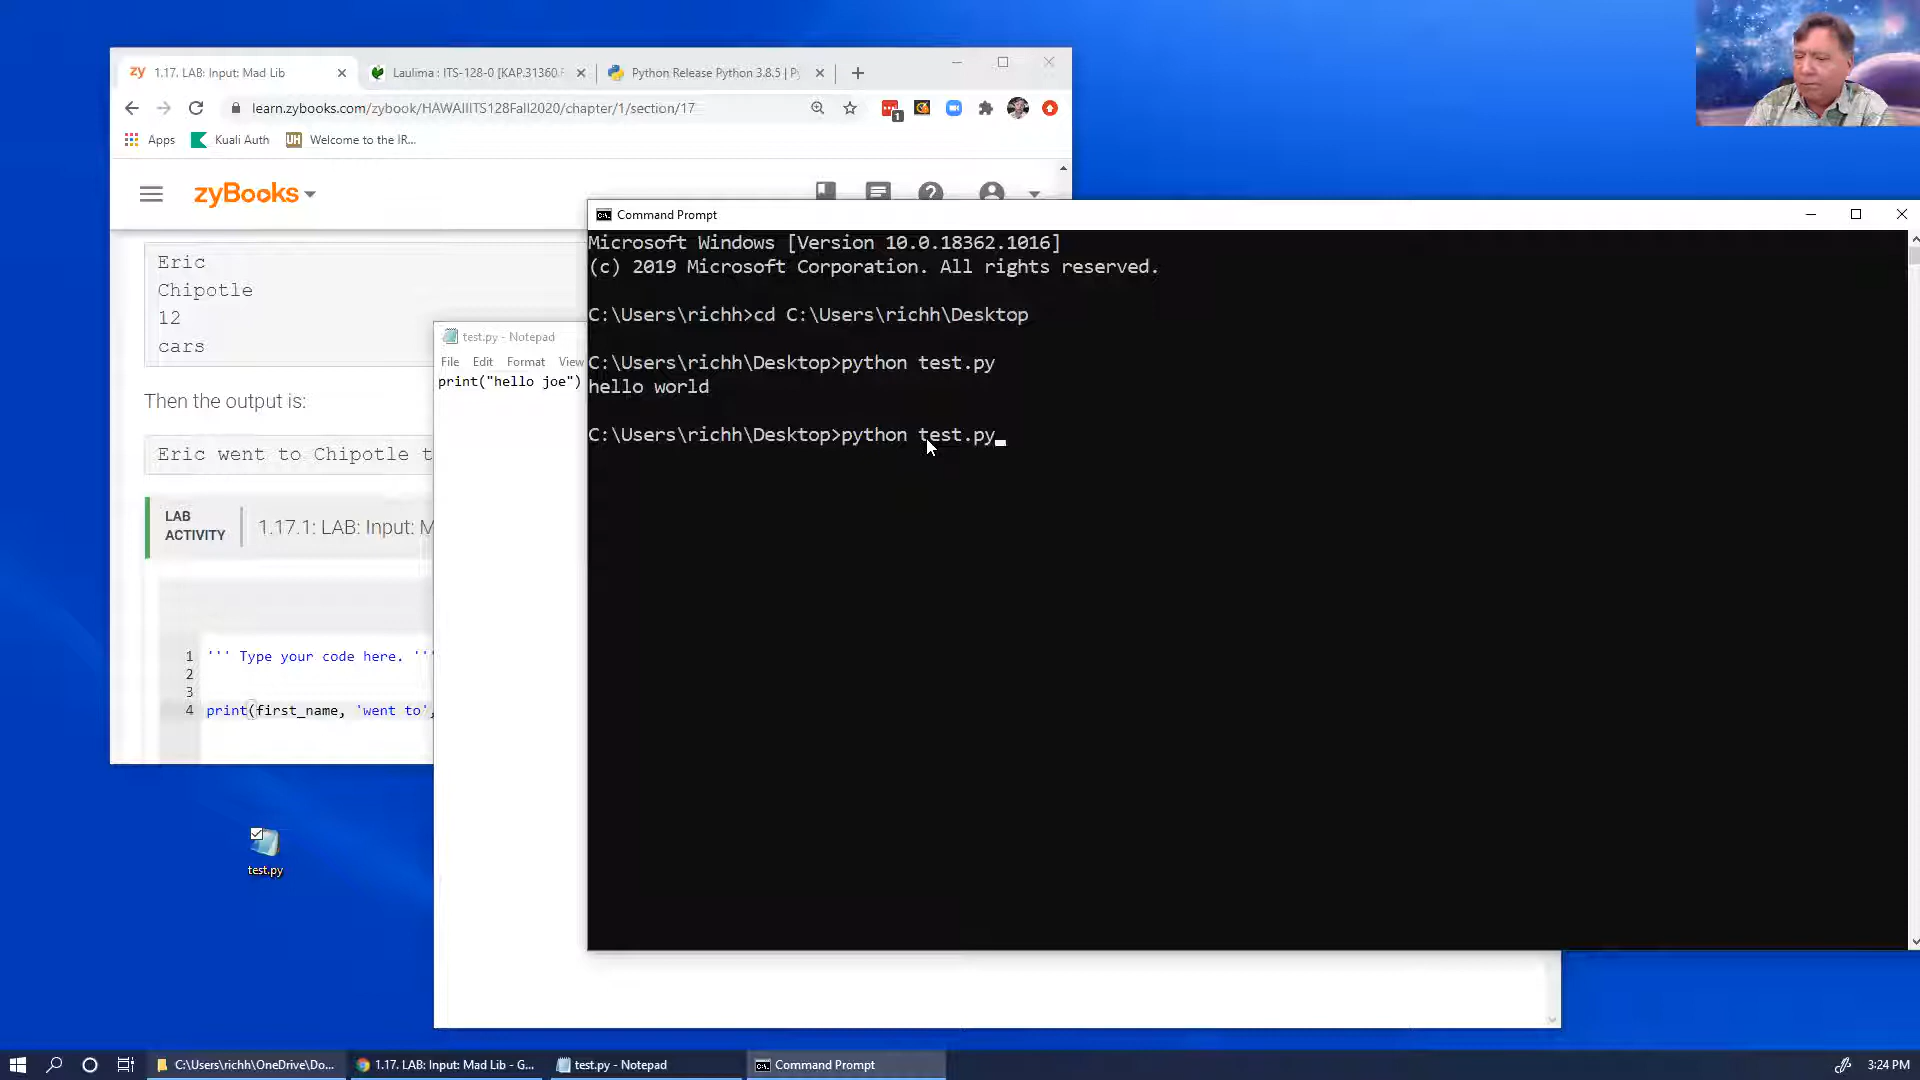 1.17. LAB: Input: Mad Lib
Laulima : ITS-128-0 [KAP.31360.F
Python Release Python 3.8.5 | Py
learn.zybooks.com/zybook/HAWAIIITS128Fall2020/chapter/1/section/17
1
Apps
Kuali Auth
UH
Welcome to the IR...
zyBooks
Eric
Chipotle
12
cars
Then the output is:
Eric went to Chipotle t
LAB
ACTIVITY
1.17.1: LAB: Input: M
1 ''' Type your code here. '''
2
3
4 print(first_name, 'went to',
test.py
test.py - Notepad
File Edit Format View
print("hello joe")
Command Prompt
Microsoft Windows [Version 10.0.18362.1016]
(c) 2019 Microsoft Corporation. All rights reserved.
C:\Users\richh>cd C:\Users\richh\Desktop
C:\Users\richh\Desktop>python test.py
hello world
C:\Users\richh\Desktop>python test.py
C:\Users\richh\OneDrive\Do...
1.17. LAB: Input: Mad Lib - G...
test.py - Notepad
Command Prompt
3:24 PM